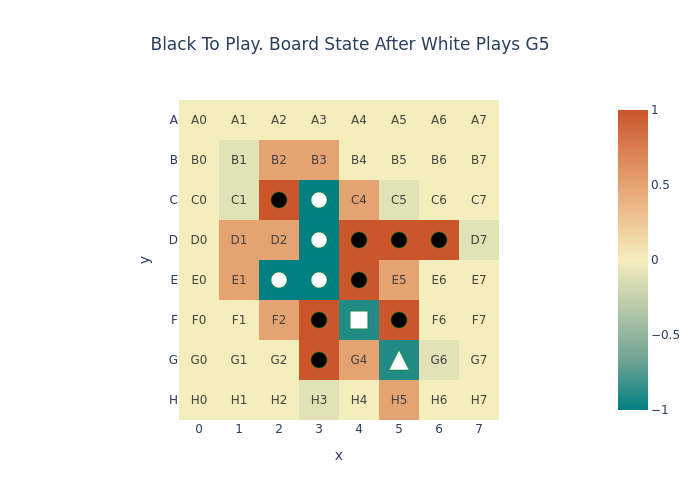 Black To Play. Board State After White Plays G5
A A0 A1 A2 A3 A4 A5 A6 A7
B B0 B1 B2 B3 B4 B5 B6 B7
C C0 C1 C4 C5 C6 C7
D D0 D1 D2 D7
E E0 E1 E5 E6 E7
F F0 F1 F2 F6 F7
G G0 G1 G2 G4 G6 G7
H H0 H1 H2 H3 H4 H5 H6 H7
0 1 2 3 4 5 6 7
x
y
1
0.5
0
−0.5
−1